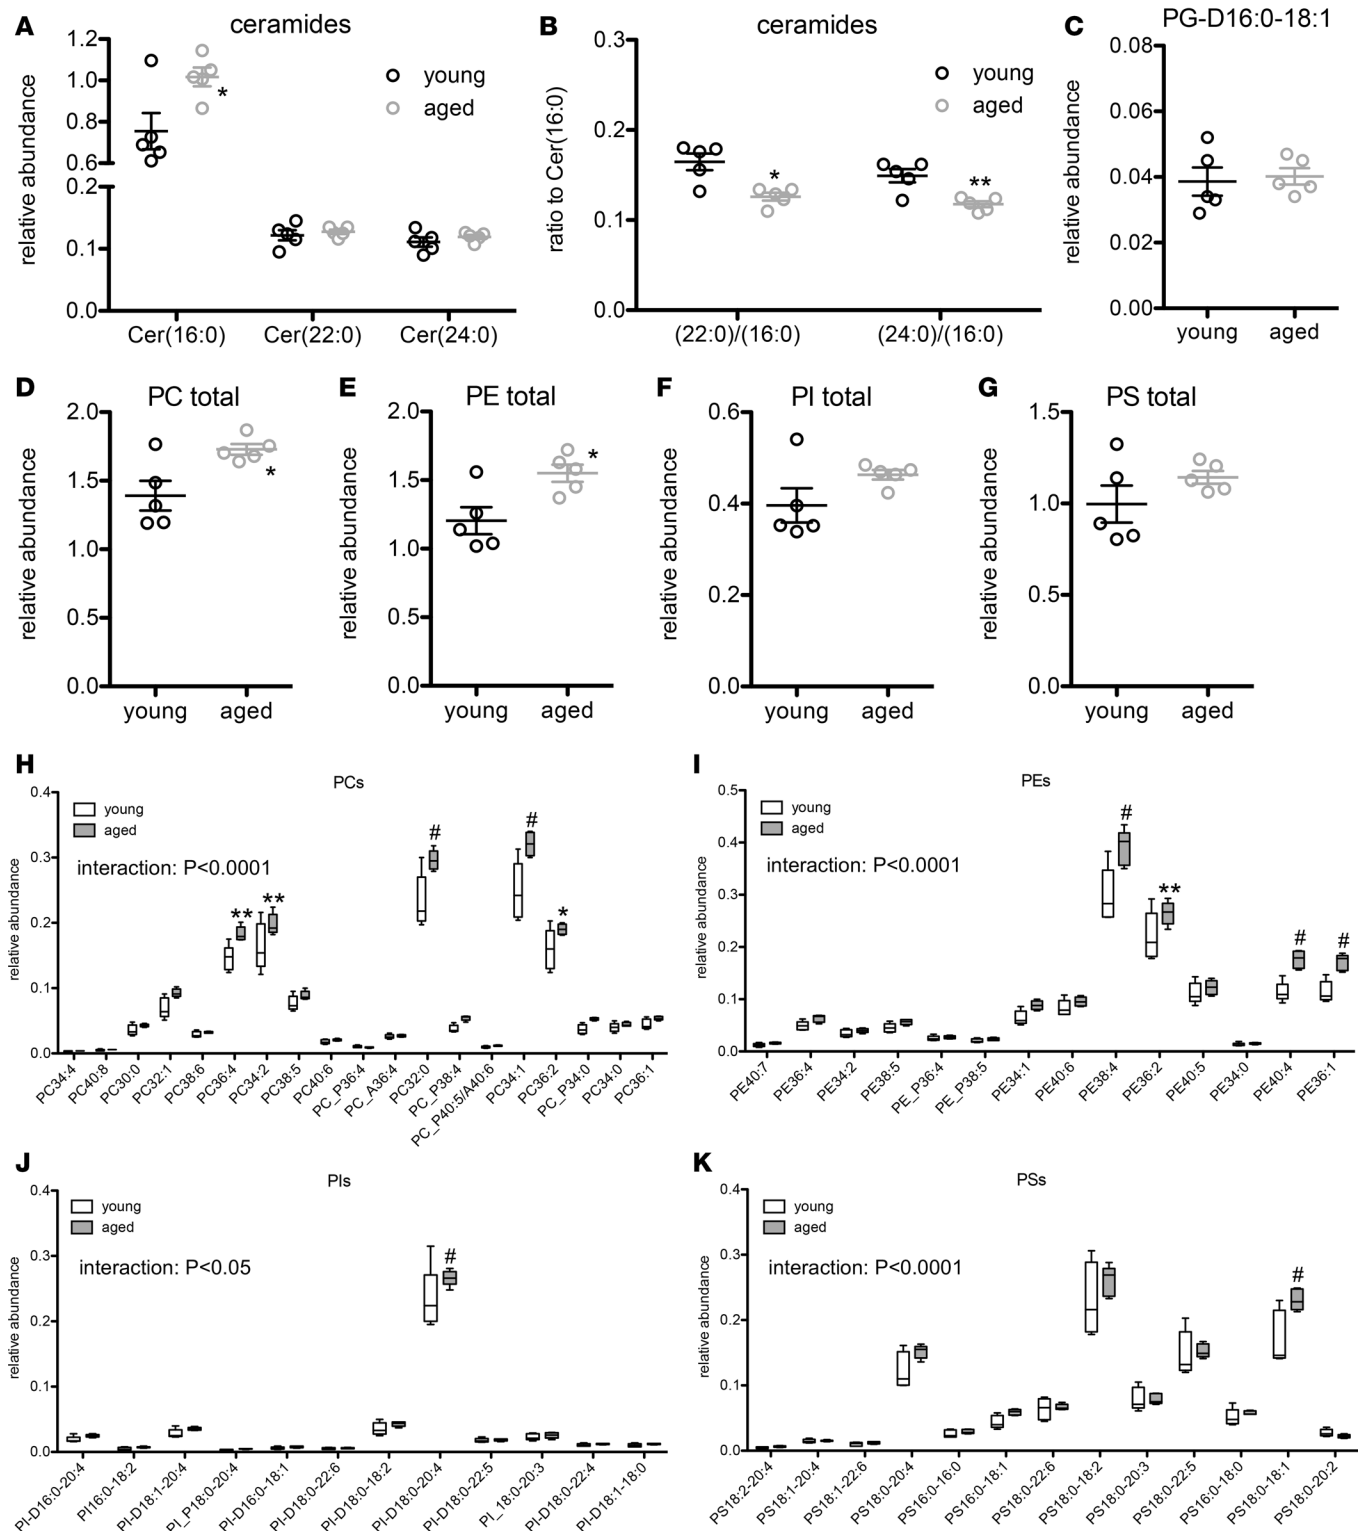 A
ceramides
relative abundance
1.2
1.0
0.8
0.6
0.2
0.1
0.0
young
aged
*
Cer(16:0)
Cer(22:0)
Cer(24:0)
B
ceramides
ratio to Cer(16:0)
0.3
0.2
0.1
0.0
young
aged
*
**
(22:0)/(16:0)
(24:0)/(16:0)
C
PG-D16:0-18:1
relative abundance
0.08
0.06
0.04
0.02
0.00
young
aged
D
PC total
relative abundance
2.0
1.5
1.0
0.5
0.0
*
young
aged
E
PE total
relative abundance
2.0
1.5
1.0
0.5
0.0
*
young
aged
F
PI total
relative abundance
0.6
0.4
0.2
0.0
young
aged
G
PS total
relative abundance
1.5
1.0
0.5
0.0
young
aged
H
PCs
relative abundance
0.4
0.3
0.2
0.1
0.0
young
aged
interaction: P<0.0001
**
**
#
#
*
PC34:4
PC40:8
PC30:0
PC32:1
PC38:6
PC36:4
PC34:2
PC38:5
PC40:6
PC_P36:4
PC_A36:4
PC32:0
PC_P38:4
PC_P40:5/A40:6
PC34:1
PC36:2
PC_P34:0
PC34:0
PC36:1
I
PEs
relative abundance
0.5
0.4
0.3
0.2
0.1
0.0
young
aged
interaction: P<0.0001
#
**
#
#
PE40:7
PE36:4
PE34:2
PE38:5
PE_P36:4
PE_P38:5
PE34:1
PE40:6
PE38:4
PE36:2
PE40:5
PE34:0
PE40:4
PE36:1
J
PIs
relative abundance
0.4
0.3
0.2
0.1
0.0
young
aged
interaction: P<0.05
#
PI-D16:0-20:4
PI16:0-18:2
PI-D18:1-20:4
PI_P18:0-20:4
PI-D16:0-18:1
PI-D18:0-22:6
PI-D18:0-18:2
PI-D18:0-20:4
PI-D18:0-22:5
PI_18:0-20:3
PI-D18:0-22:4
PI-D18:1-18:0
K
PSs
relative abundance
0.4
0.3
0.2
0.1
0.0
young
aged
interaction: P<0.0001
#
PS18:2-20:4
PS18:1-20:4
PS18:1-22:6
PS18:0-20:4
PS16:0-16:0
PS16:0-18:1
PS18:0-22:6
PS18:0-18:2
PS18:0-20:3
PS18:0-22:5
PS16:0-18:0
PS18:0-18:1
PS18:0-20:2